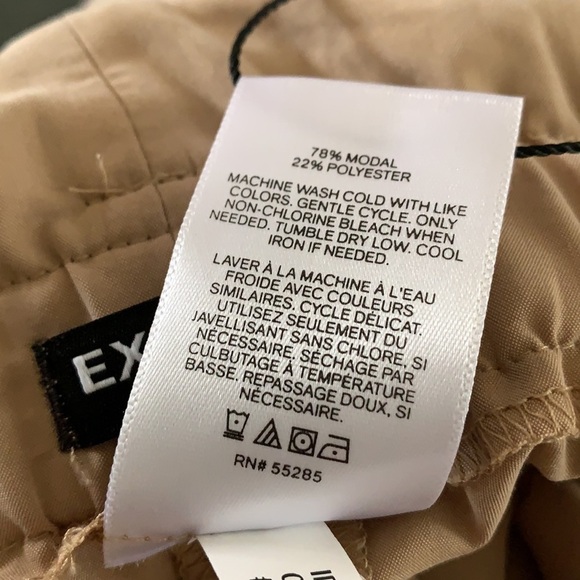 78% MODAL
22% POLYESTER
MACHINE WASH COLD WITH LIKE
COLORS. GENTLE CYCLE. ONLY
NON-CHLORINE BLEACH WHEN
NEEDED. TUMBLE DRY LOW. COOL
IRON IF NEEDED.
LAVER À LA MACHINE À L'EAU
FROIDE AVEC COULEURS
SIMILAIRES. CYCLE DÉLICAT.
UTILISEZ SEULEMENT DU
JAVELLISANT SANS CHLORE, SI
NÉCESSAIRE. SÉCHAGE PAR
CULBUTAGE À TEMPÉRATURE
BASSE. REPASSAGE DOUX, SI
NÉCESSAIRE.
RN# 55285
EX